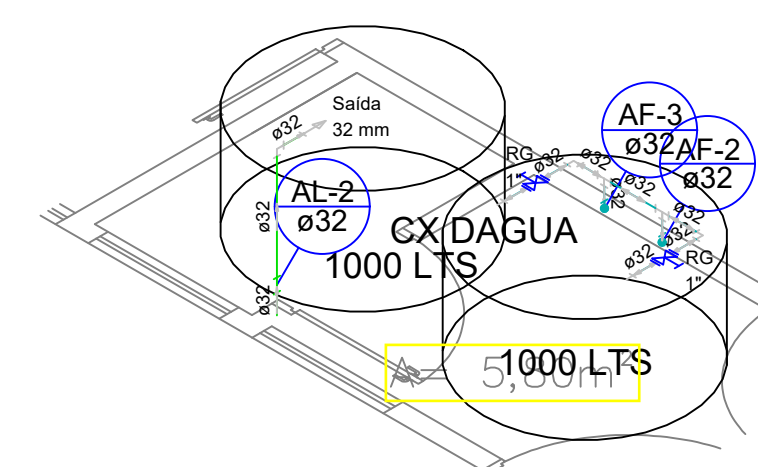 Saída
32 mm
ø32
AL-2
ø32
ø32
ø32
AF-3
ø32
AF-2
ø32
RG
1"
ø32
ø32
ø32
ø32
ø32
ø32
ø32
RG
1"
CX DAGUA
1000 LTS
1000 LTS
A = 5,80m²